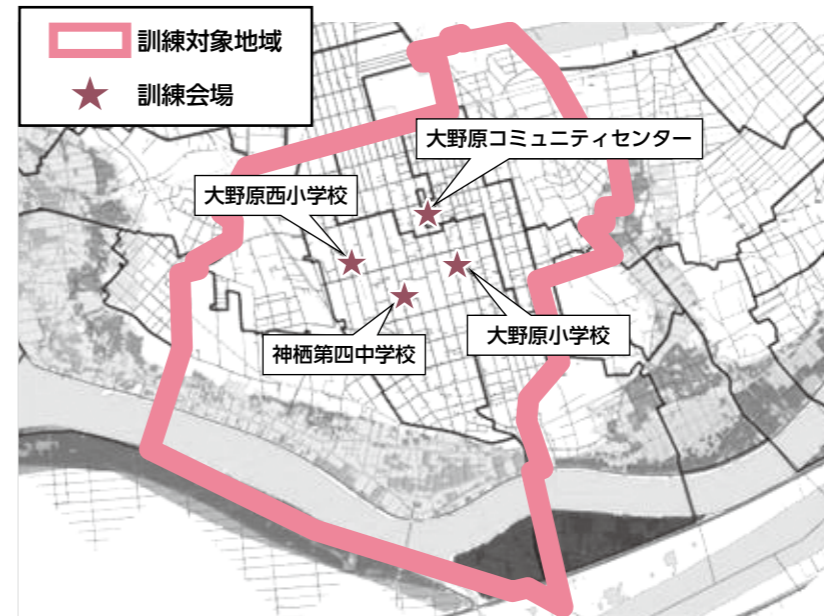 訓練対象地域
訓練会場
大野原コミュニティセンター
大野原西小学校
神栖第四中学校
大野原小学校